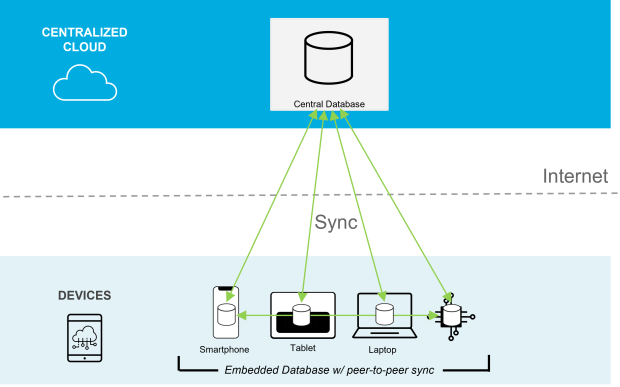 CENTRALIZED
CLOUD
Central Database
Internet
Sync
DEVICES
Smartphone
Tablet
Laptop
Embedded Database w/ peer-to-peer sync